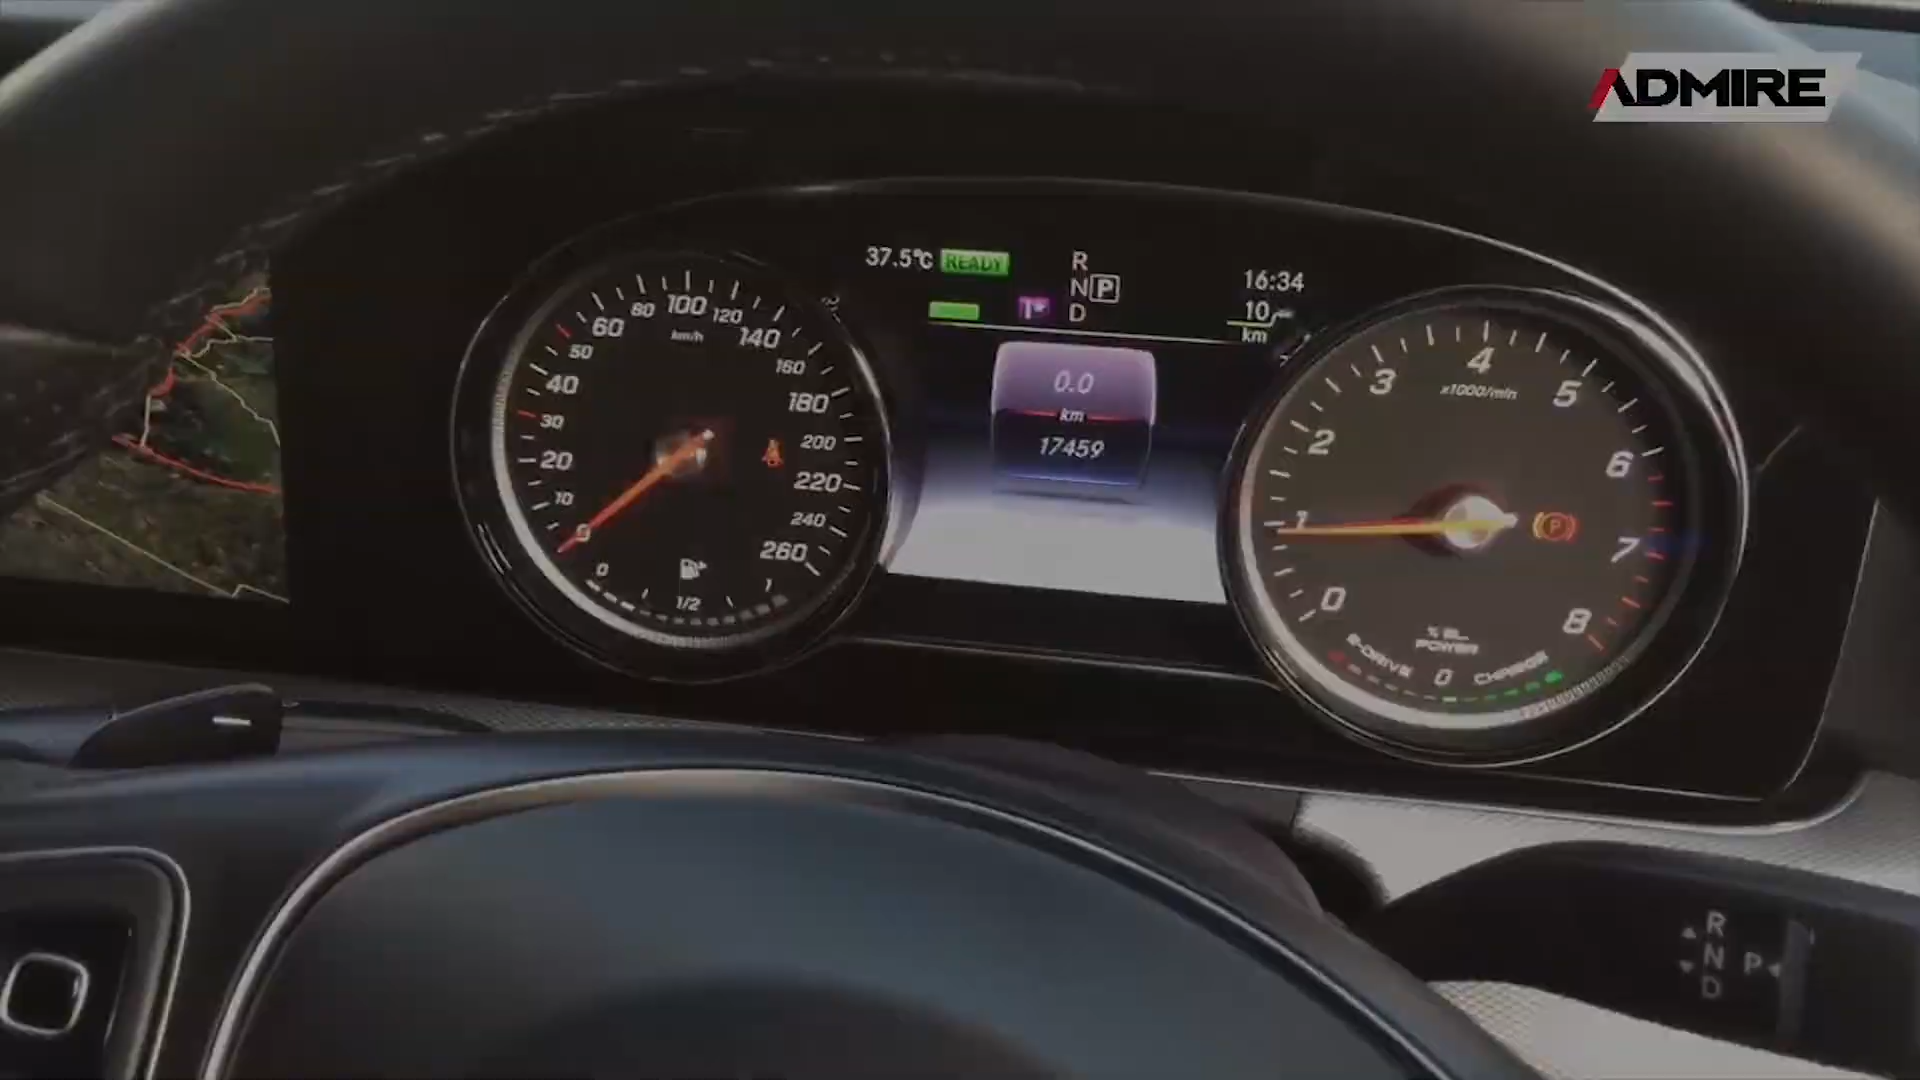 ADMIRE
37.5°C READY
R
N P
D
16:34
10
km
0.0
km
17459
0
10
20
30
40
50
60
80
100
120
140
160
180
200
220
240
260
km/h
0
1/2
1
0
1
2
3
4
5
6
7
8
x1000/min
P
% POWER
E-DRIVE 0 CHARGE
R
N P
D